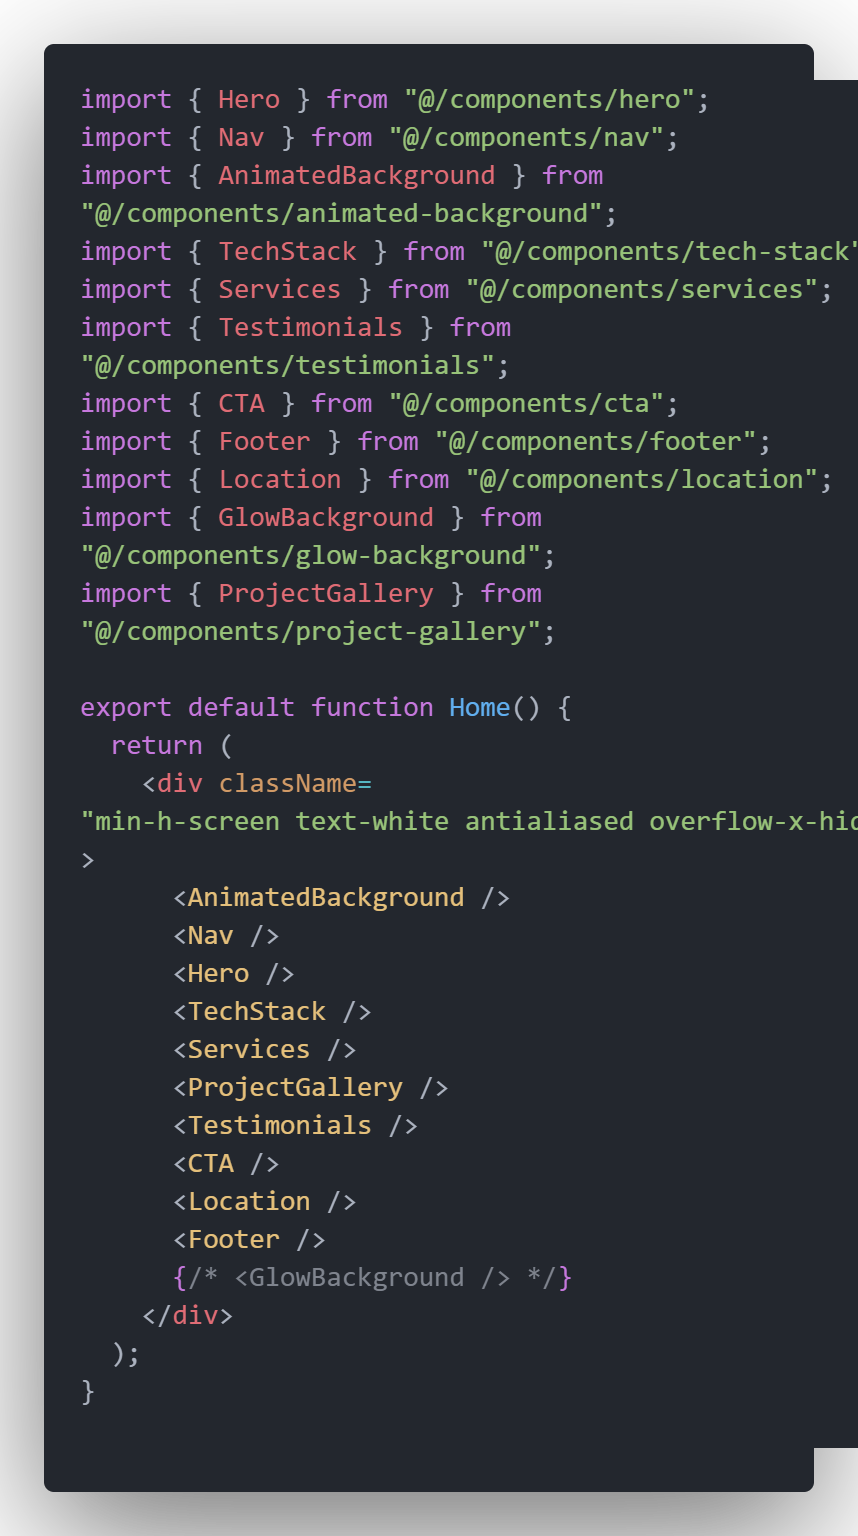 import { Hero } from "@/components/hero";
import { Nav } from "@/components/nav";
import { AnimatedBackground } from
"@/components/animated-background";
import { TechStack } from "@/components/tech-stack"
import { Services } from "@/components/services";
import { Testimonials } from
"@/components/testimonials";
import { CTA } from "@/components/cta";
import { Footer } from "@/components/footer";
import { Location } from "@/components/location";
import { GlowBackground } from
"@/components/glow-background";
import { ProjectGallery } from
"@/components/project-gallery";

export default function Home() {
  return (
    <div className=
"min-h-screen text-white antialiased
>
      <AnimatedBackground />
      <Nav />
      <Hero />
      <TechStack />
      <Services />
      <ProjectGallery />
      <Testimonials />
      <CTA />
      <Location />
      <Footer />
      {/* <GlowBackground /> */}
    </div>
  );
}